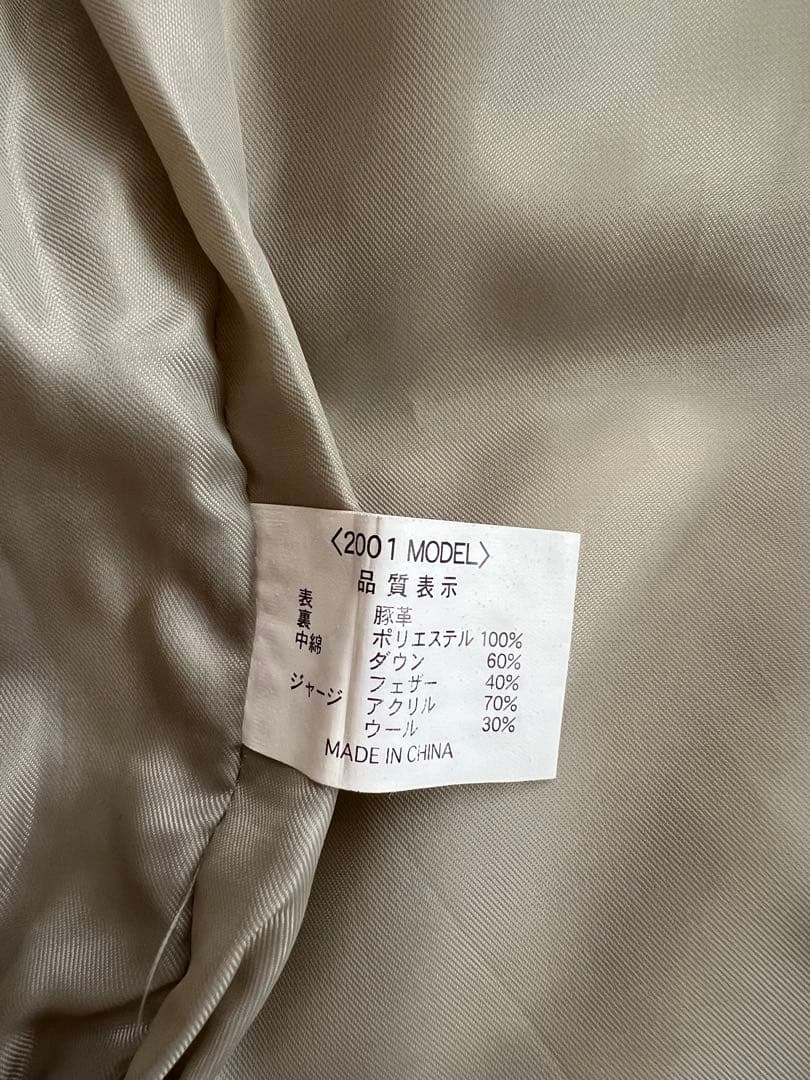 〈2001 MODEL〉
品質表示
表 豚革
裏 ポリエステル 100%
中綿 ダウン 60%
フェザー 40%
ジャージ アクリル 70%
ウール 30%
MADE IN CHINA